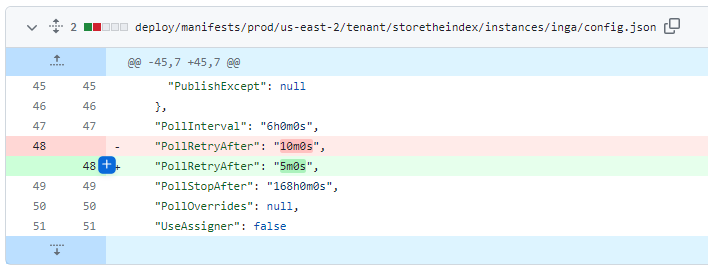 2 deploy/manifests/prod/us-east-2/tenant/storetheindex/instances/inga/config.json
@@ -45,7 +45,7 @@
45 45 "PublishExcept": null
46 46 },
47 47 "PollInterval": "6h0m0s",
48 - "PollRetryAfter": "10m0s",
48 + "PollRetryAfter": "5m0s",
49 49 "PollStopAfter": "168h0m0s",
50 50 "PollOverrides": null,
51 51 "UseAssigner": false